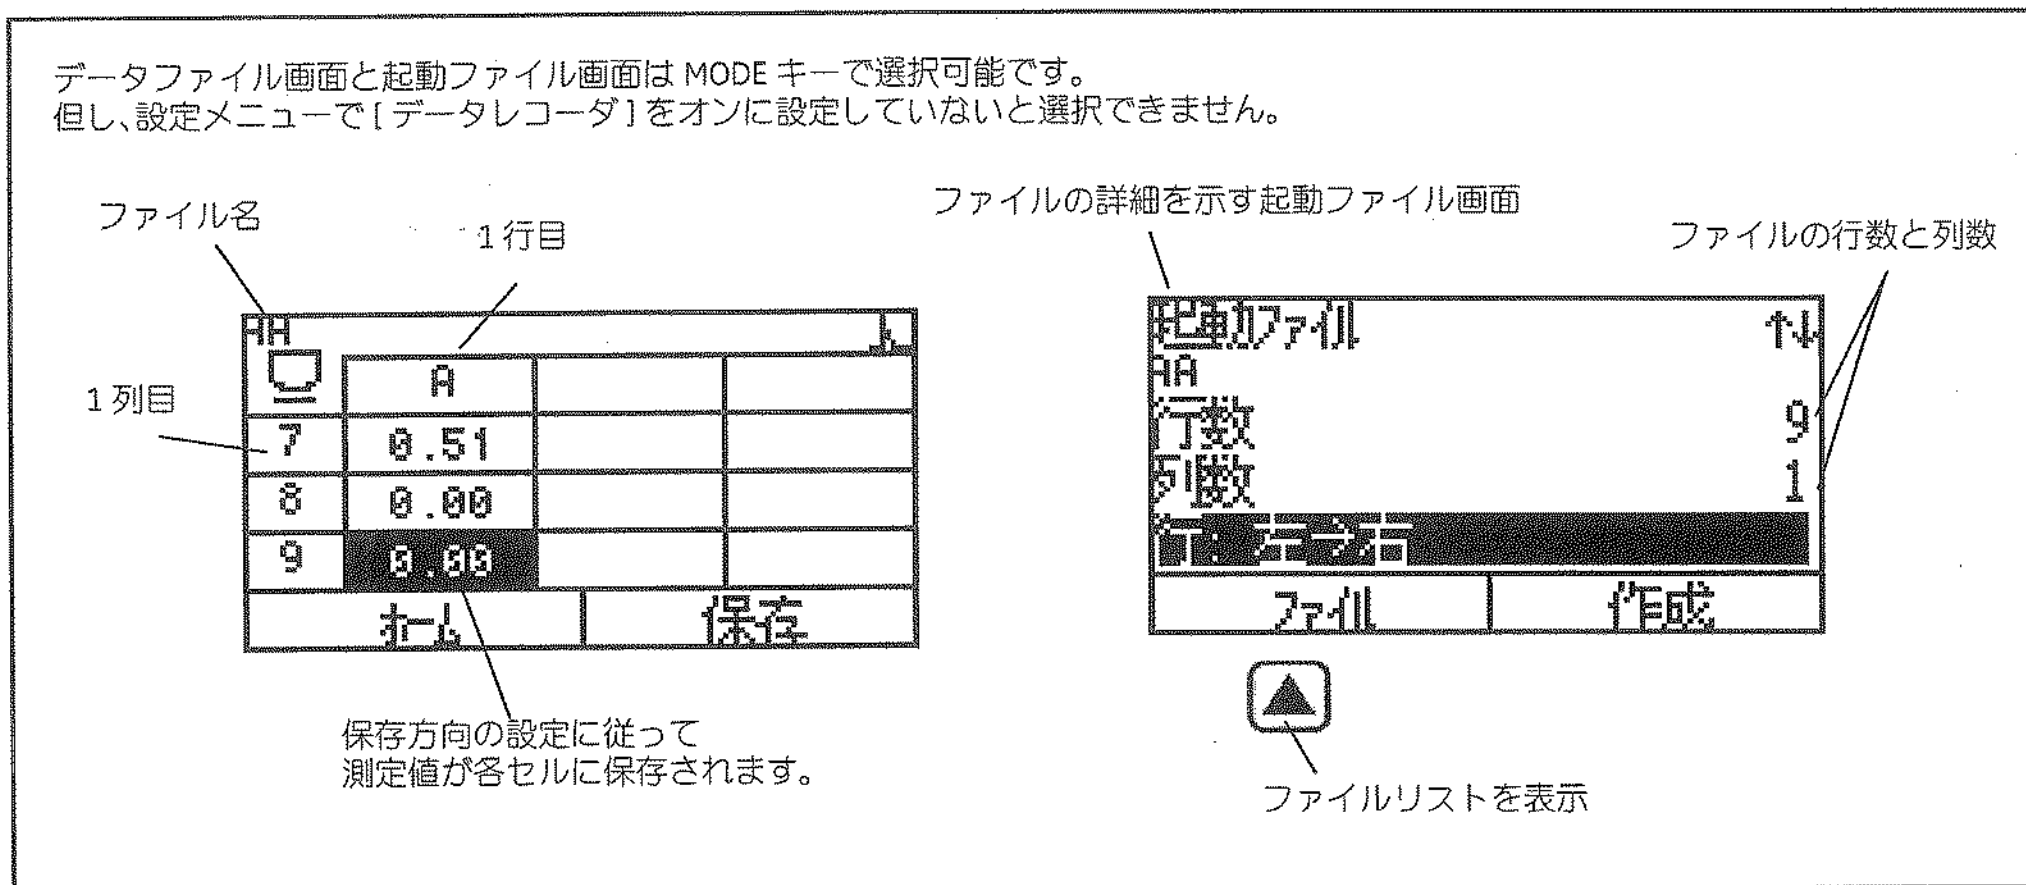 データファイル画面と起動ファイル画面は MODE キーで選択可能です。
但し、設定メニューで [ データレコーダ ] をオンに設定していないと選択できません。
ファイル名
1 行目
1 列目
AA
A
7 0.51
8 0.00
9 0.00
ホーム 保存
保存方向の設定に従って
測定値が各セルに保存されます。
ファイルの詳細を示す起動ファイル画面
ファイルの行数と列数
起動ファイル ↑↓
AA
行数 9
列数 1
行: 左→右
ファイル 作成
ファイルリストを表示